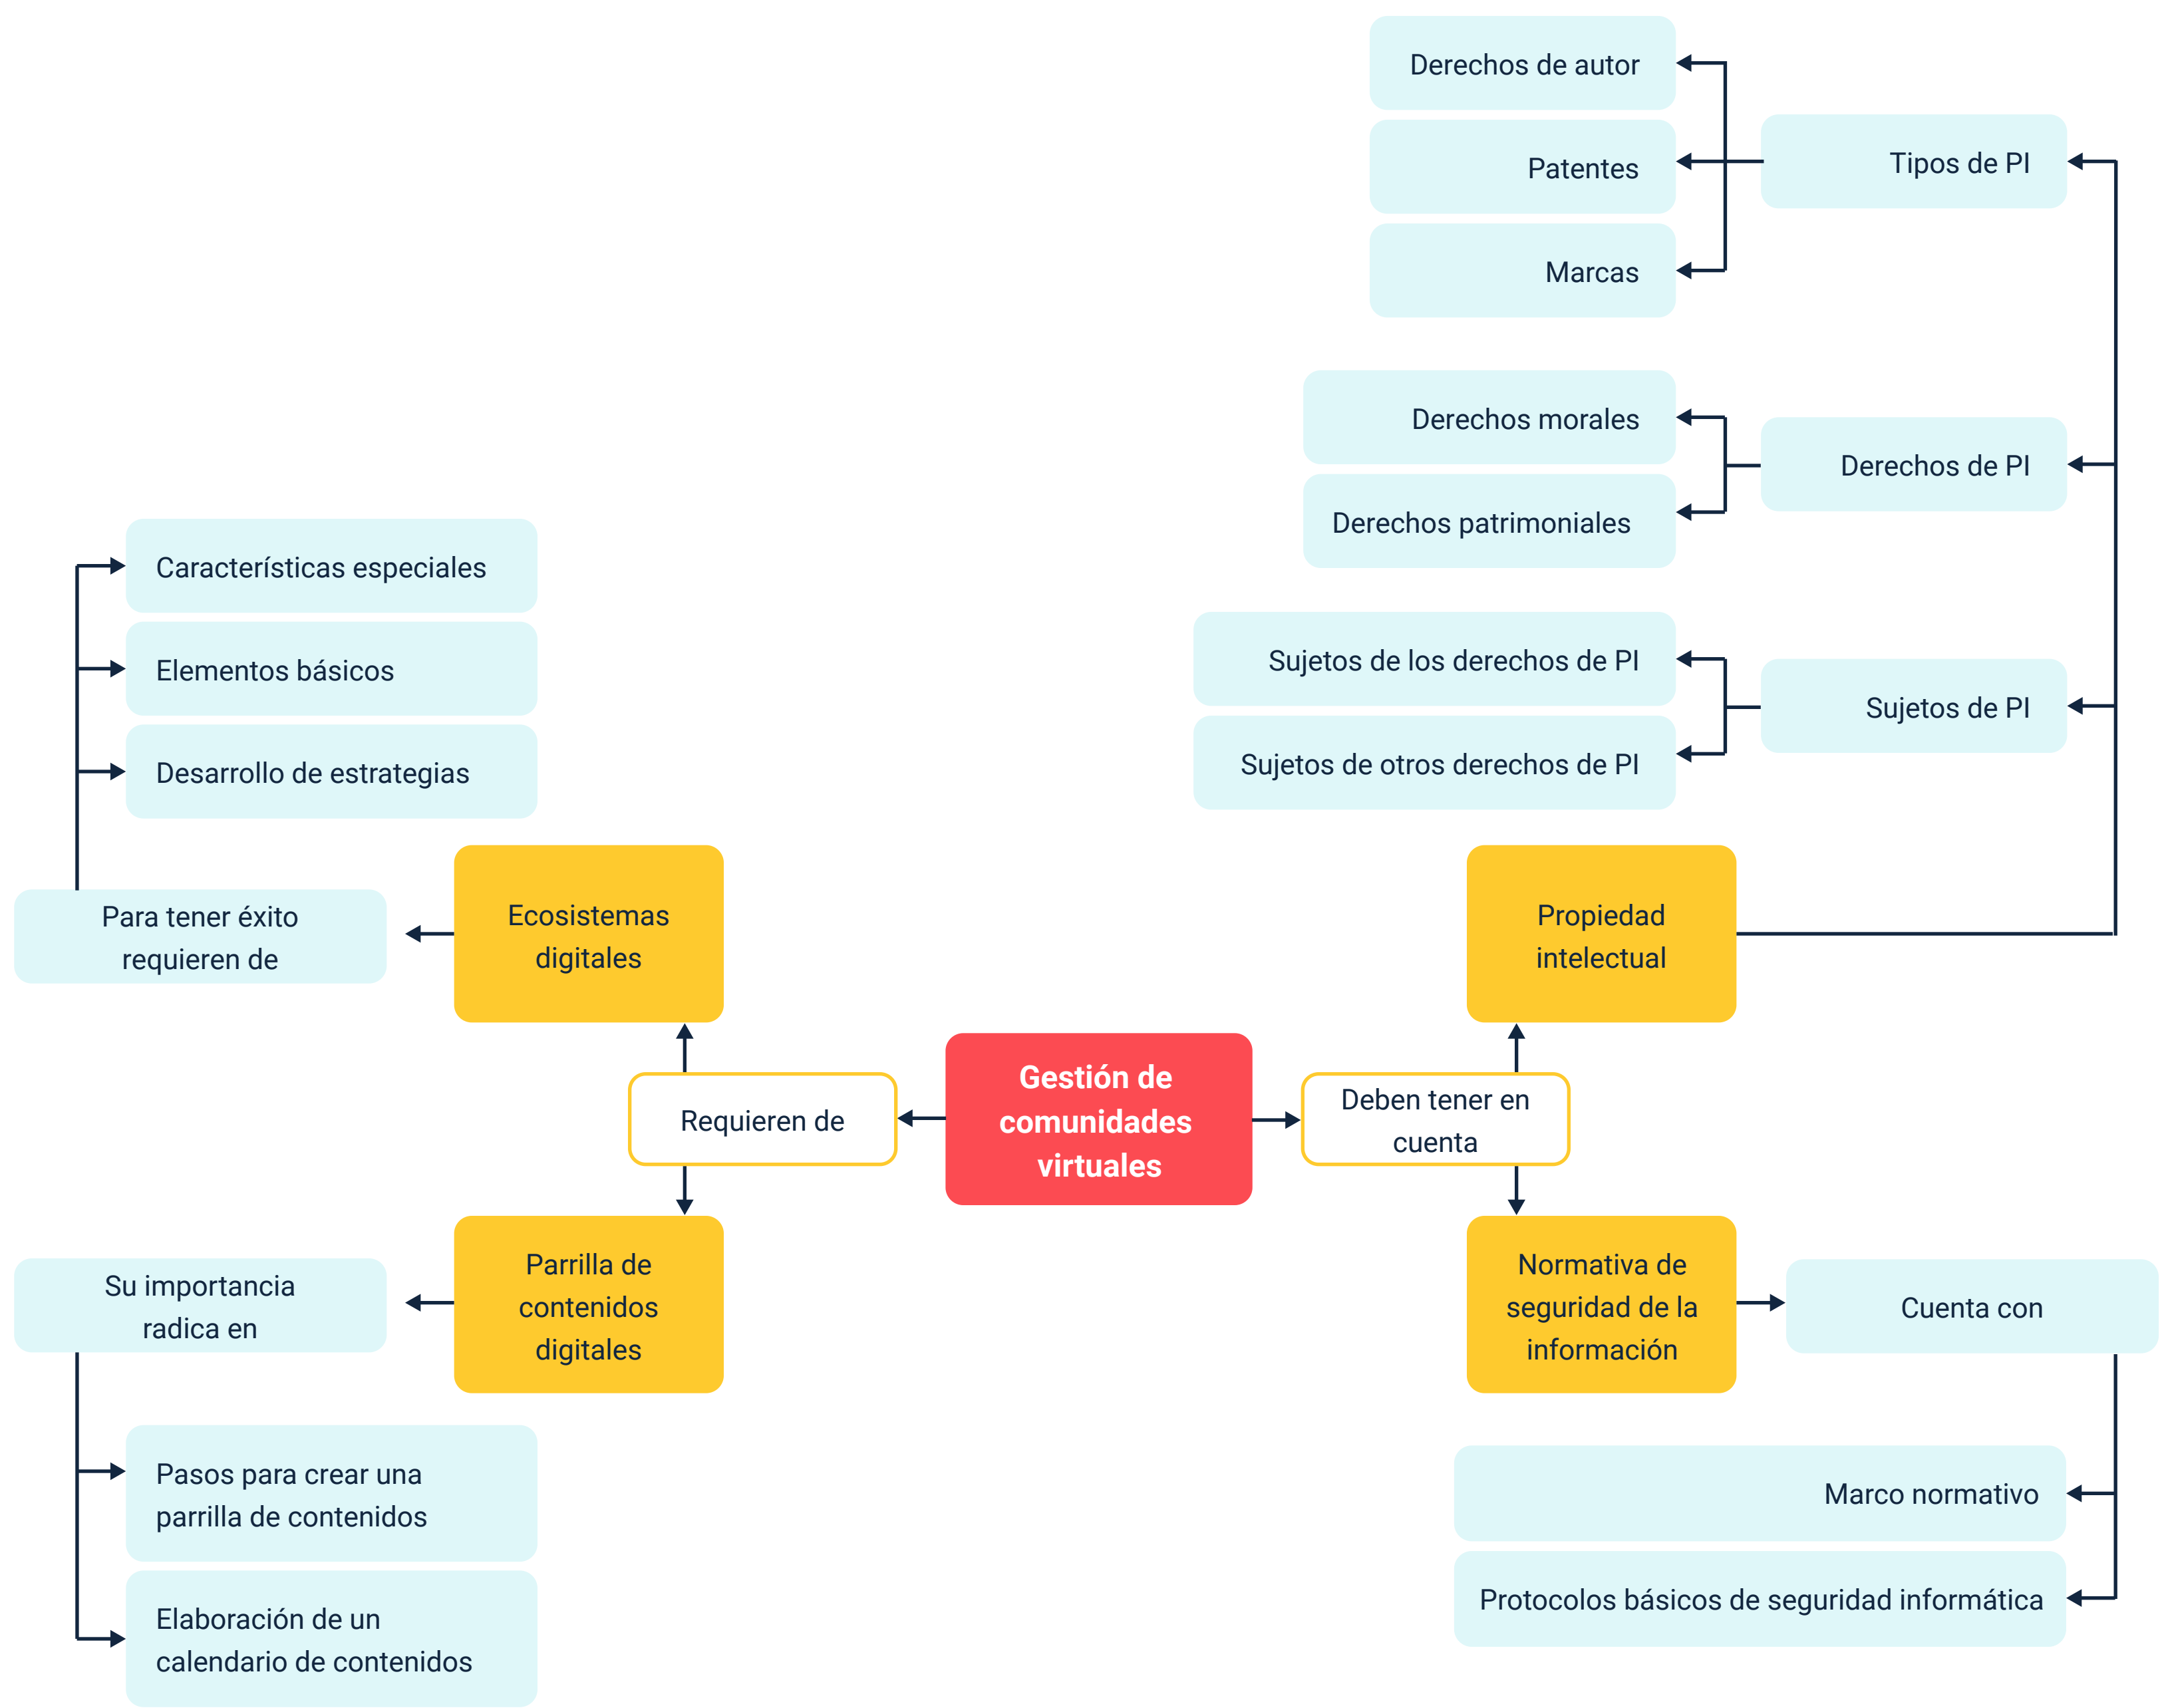 Derechos de autor
Patentes
Marcas
Tipos de PI
Derechos morales
Derechos patrimoniales
Derechos de PI
Sujetos de los derechos de PI
Sujetos de otros derechos de PI
Sujetos de PI
Características especiales
Elementos básicos
Desarrollo de estrategias
Para tener éxito
requieren de
Ecosistemas
digitales
Propiedad
intelectual
Requieren de
Gestión de
comunidades
virtuales
Deben tener en
cuenta
Su importancia
radica en
Parrilla de
contenidos
digitales
Normativa de
seguridad de la
información
Cuenta con
Pasos para crear una
parrilla de contenidos
Elaboración de un
calendario de contenidos
Marco normativo
Protocolos básicos de seguridad informática